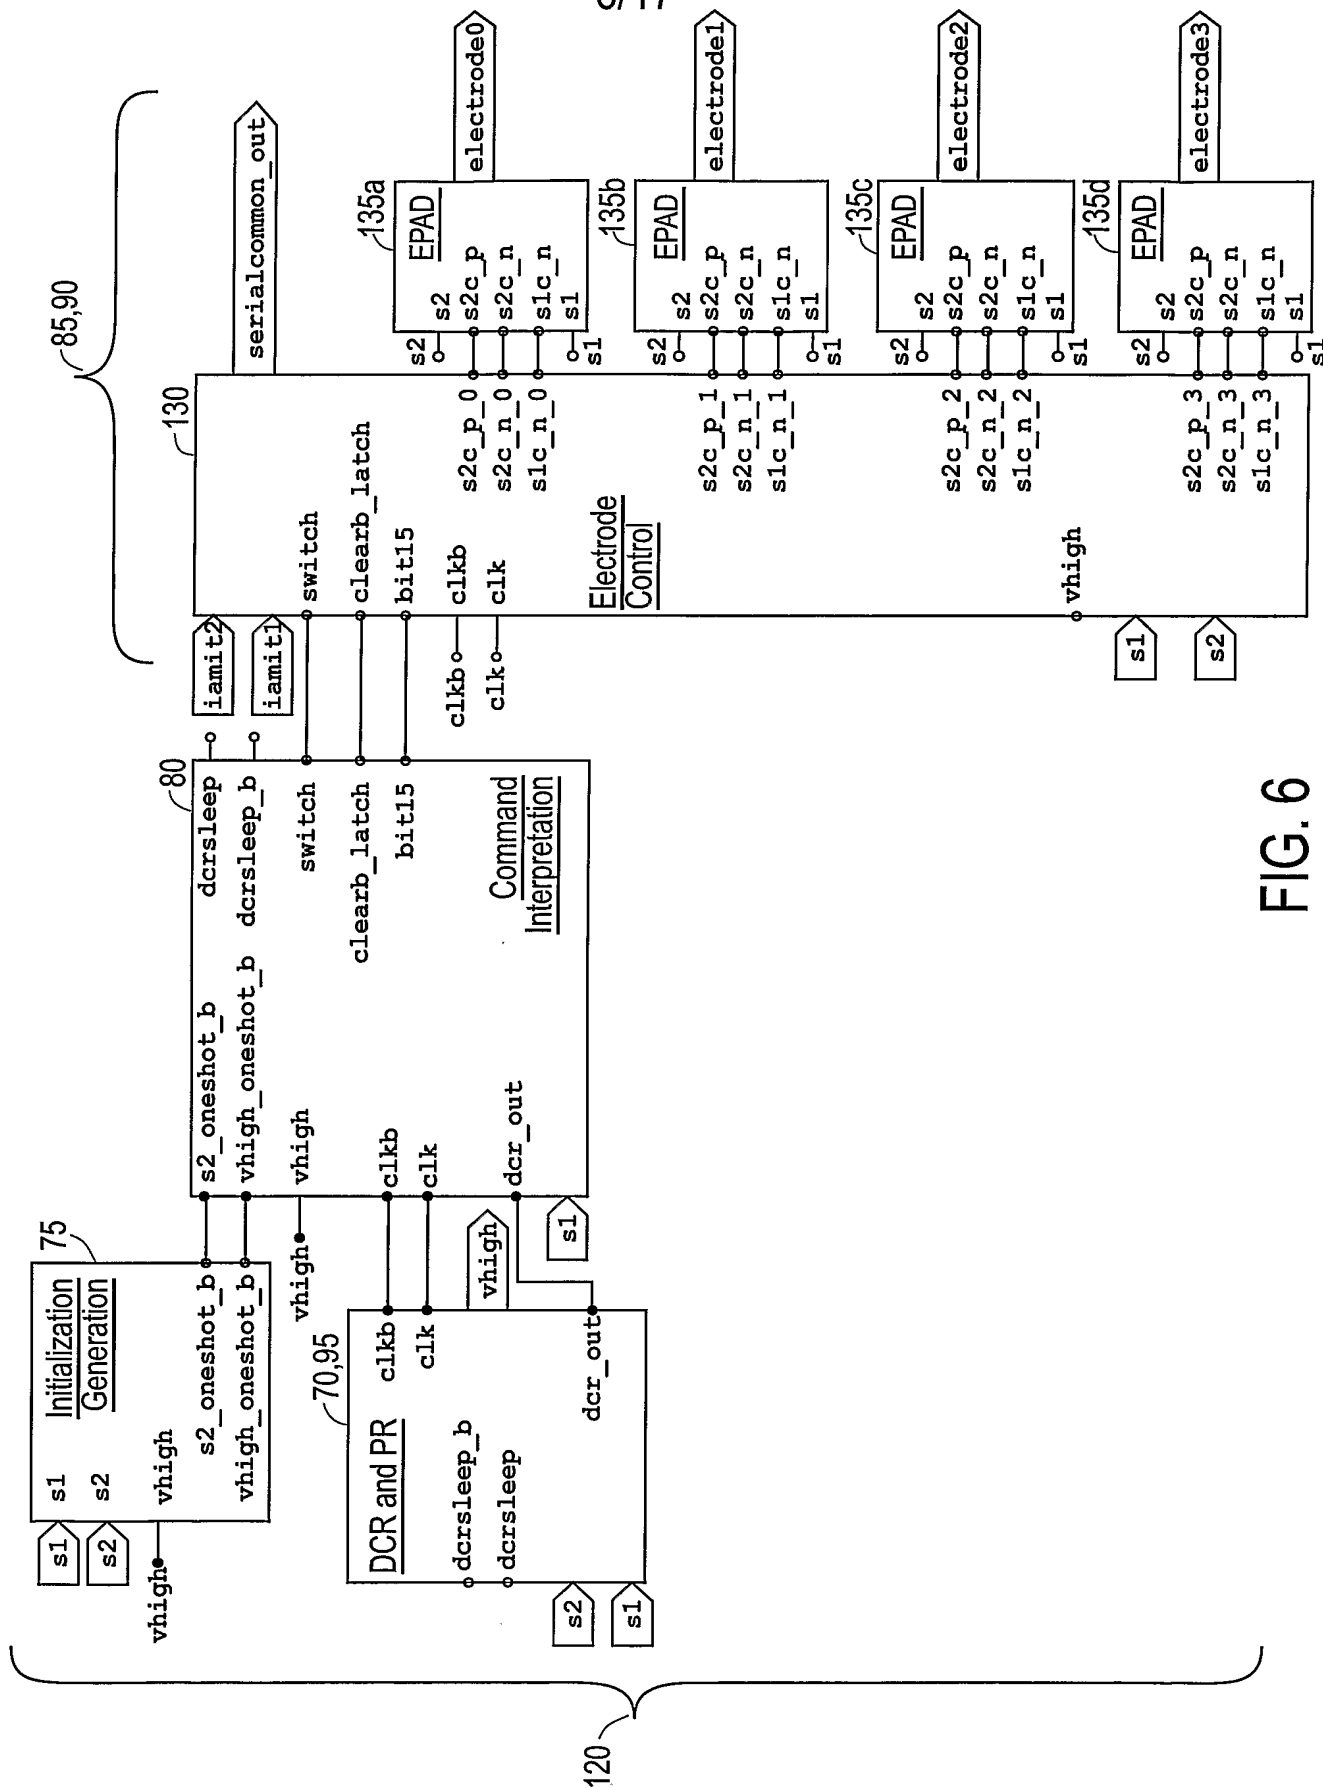 120
75
Initialization
Generation
s1
s1
s2
s2
vhigh
vhigh
s2_oneshot_b
vhigh_oneshot_b
70,95
DCR and PR
dcrsleep_b
dcrsleep
s2
s1
clkb
clk
vhigh
dcr_out
80
s2_oneshot_b
vhigh_oneshot_b
vhigh
vhigh
clkb
clk
dcr_out
s1
dcrsleep
dcrsleep_b
switch
clearb_latch
bit15
Command
Interpretation
85,90
130
iamit2
iamit1
switch
clearb_latch
bit15
clkb
clkb
clk
clk
Electrode
Control
vhigh
s1
s2
serialcommon_out
s2c_p_0
s2c_n_0
s1c_n_0
s2c_p_1
s2c_n_1
s1c_n_1
s2c_p_2
s2c_n_2
s1c_n_2
s2c_p_3
s2c_n_3
s1c_n_3
135a
EPAD
s2
s2
s2c_p
s2c_n
s1c_n
s1
s1
electrode0
135b
EPAD
s2
s2
s2c_p
s2c_n
s1c_n
s1
s1
electrode1
135c
EPAD
s2
s2
s2c_p
s2c_n
s1c_n
s1
s1
electrode2
135d
EPAD
s2
s2
s2c_p
s2c_n
s1c_n
s1
s1
electrode3
FIG. 6